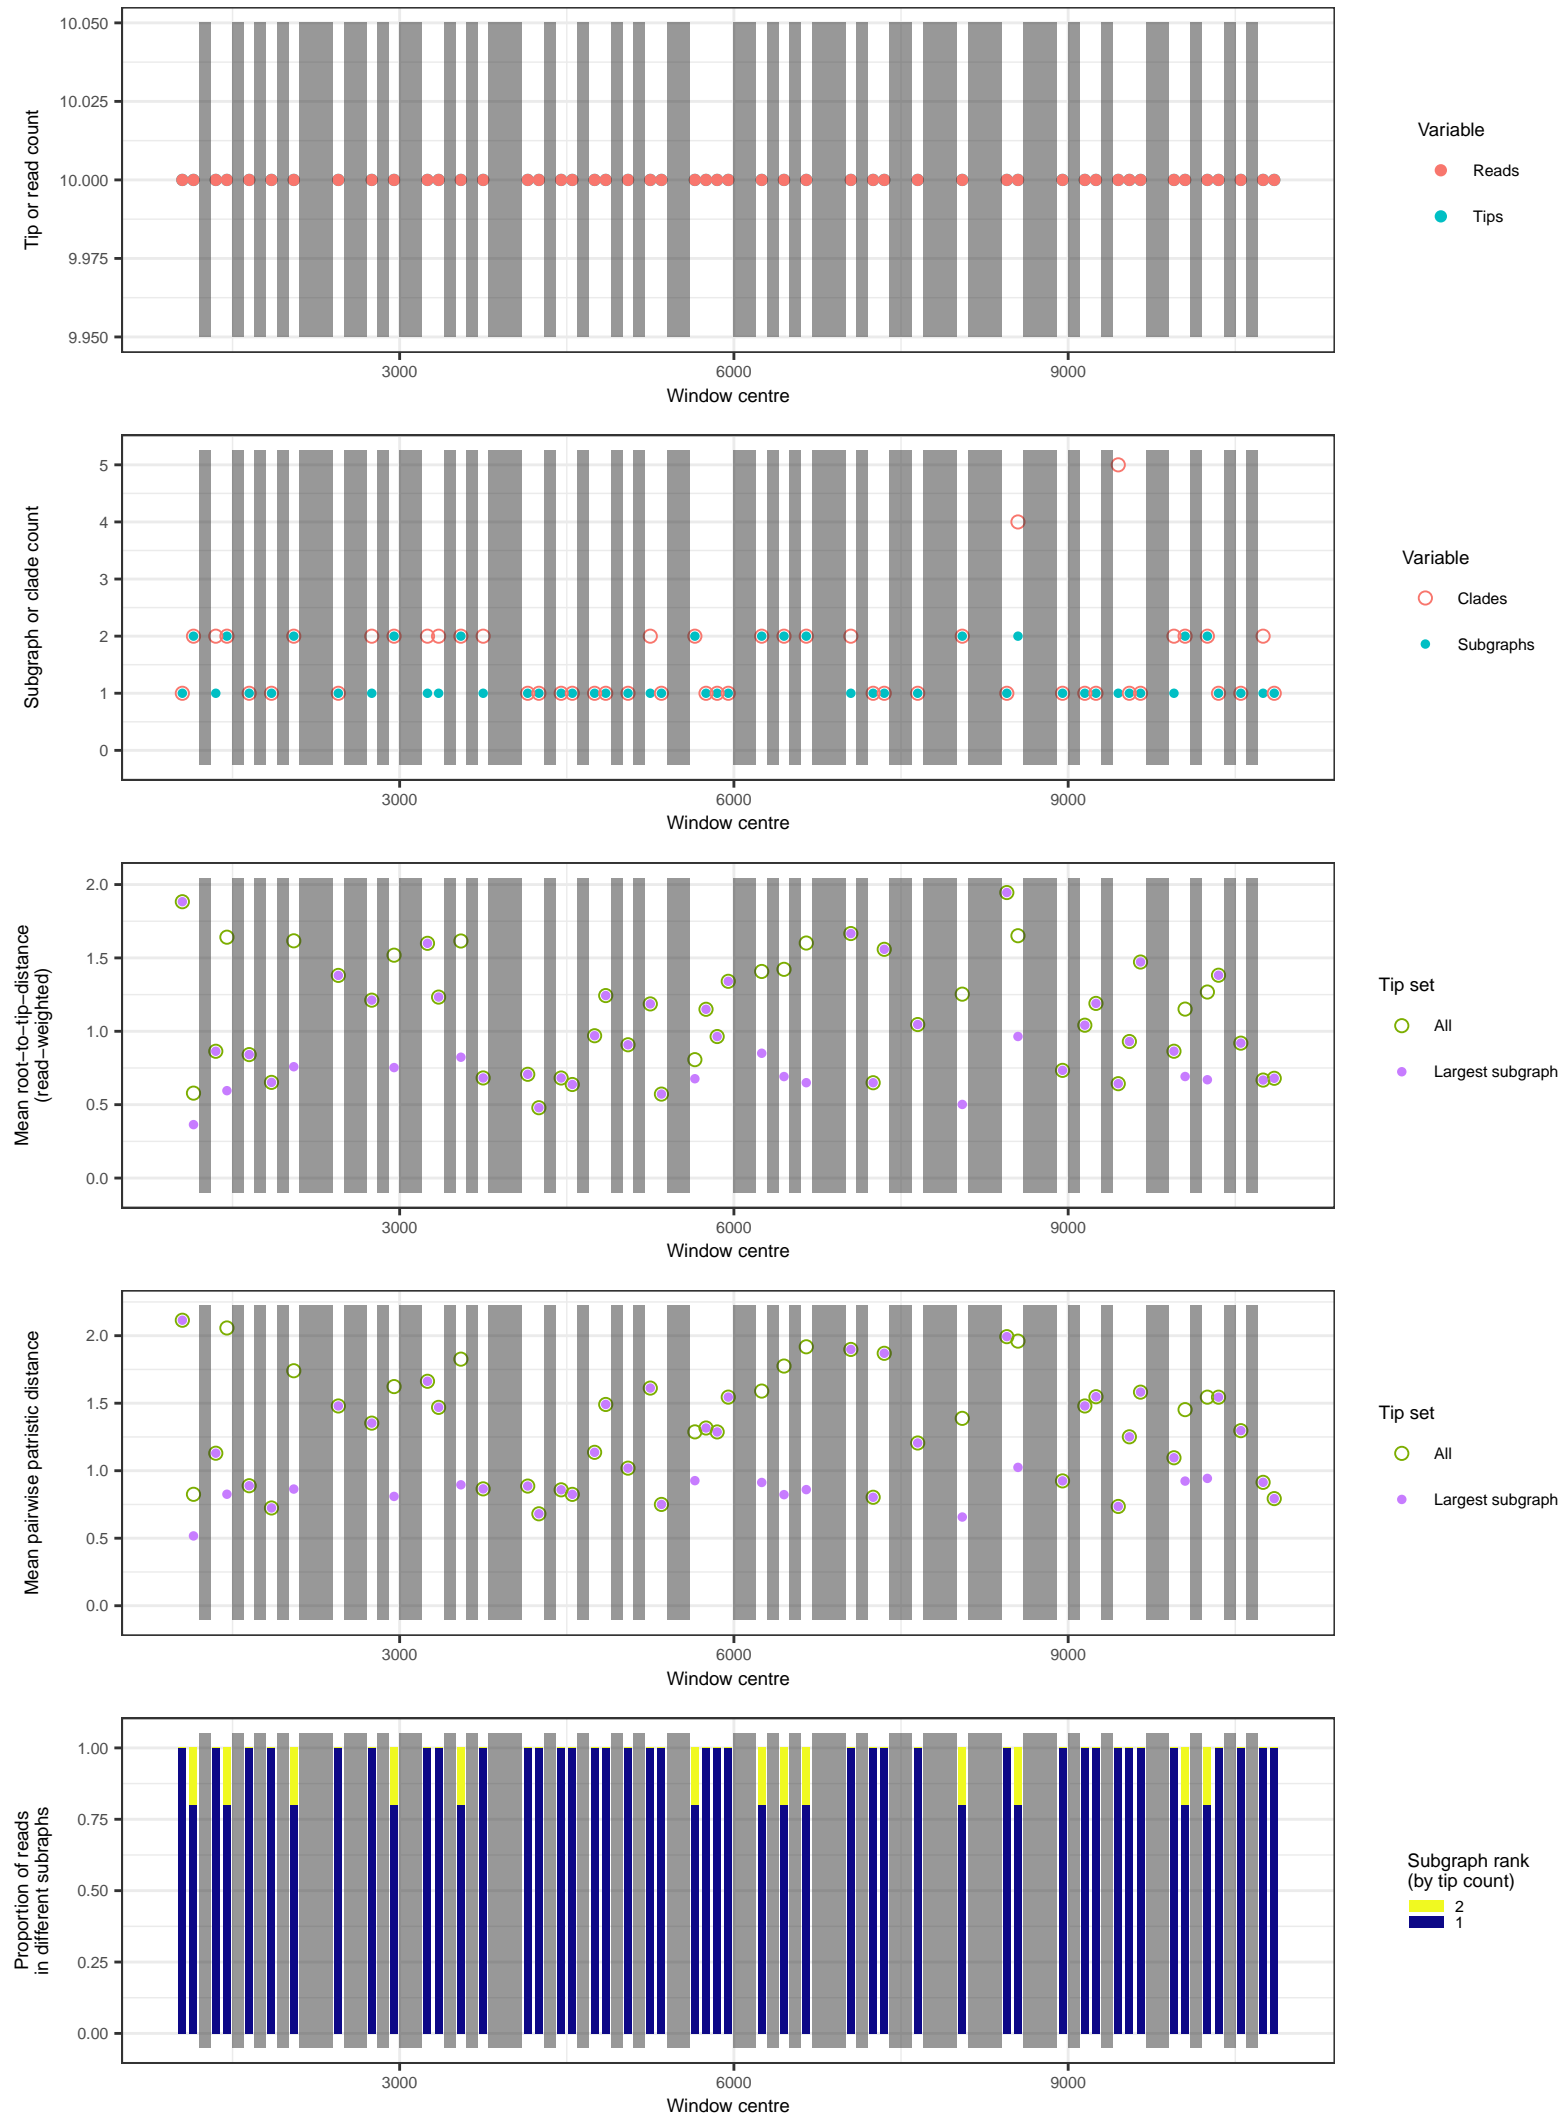 10.050
10.025
10.000
9.975
9.950
Tip or read count
3000 6000 9000
Window centre
Variable
Reads
Tips
5
4
3
2
1
0
Subgraph or clade count
3000 6000 9000
Window centre
Variable
Clades
Subgraphs
2.0
1.5
1.0
0.5
0.0
Mean root−to−tip−distance
(read−weighted)
3000 6000 9000
Window centre
Tip set
All
Largest subgraph
2.0
1.5
1.0
0.5
0.0
Mean pairwise patristic distance
3000 6000 9000
Window centre
Tip set
All
Largest subgraph
1.00
0.75
0.50
0.25
0.00
Proportion of reads
in different subraphs
3000 6000 9000
Window centre
Subgraph rank
(by tip count)
2
1